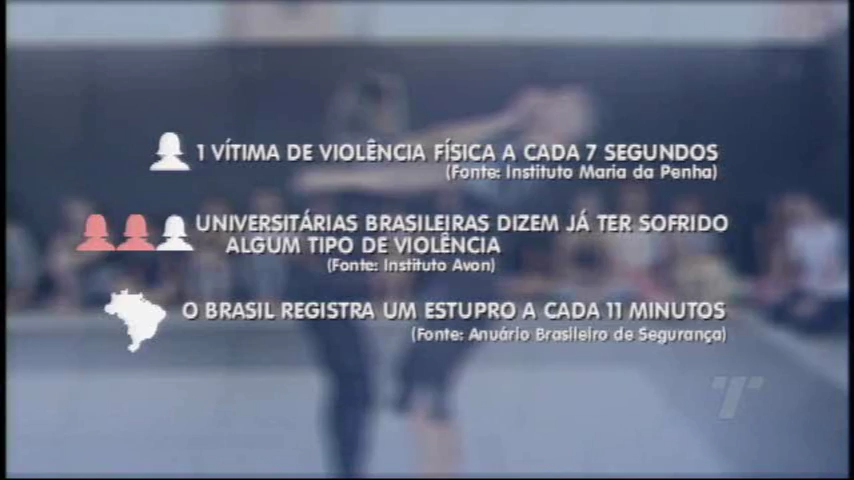 1 VÍTIMA DE VIOLÊNCIA FÍSICA A CADA 7 SEGUNDOS
(Fonte: Instituto Maria da Penha)
UNIVERSITÁRIAS BRASILEIRAS DIZEM JÁ TER SOFRIDO
ALGUM TIPO DE VIOLÊNCIA
(Fonte: Instituto Avon)
O BRASIL REGISTRA UM ESTUPRO A CADA 11 MINUTOS
(Fonte: Anuário Brasileiro de Segurança)